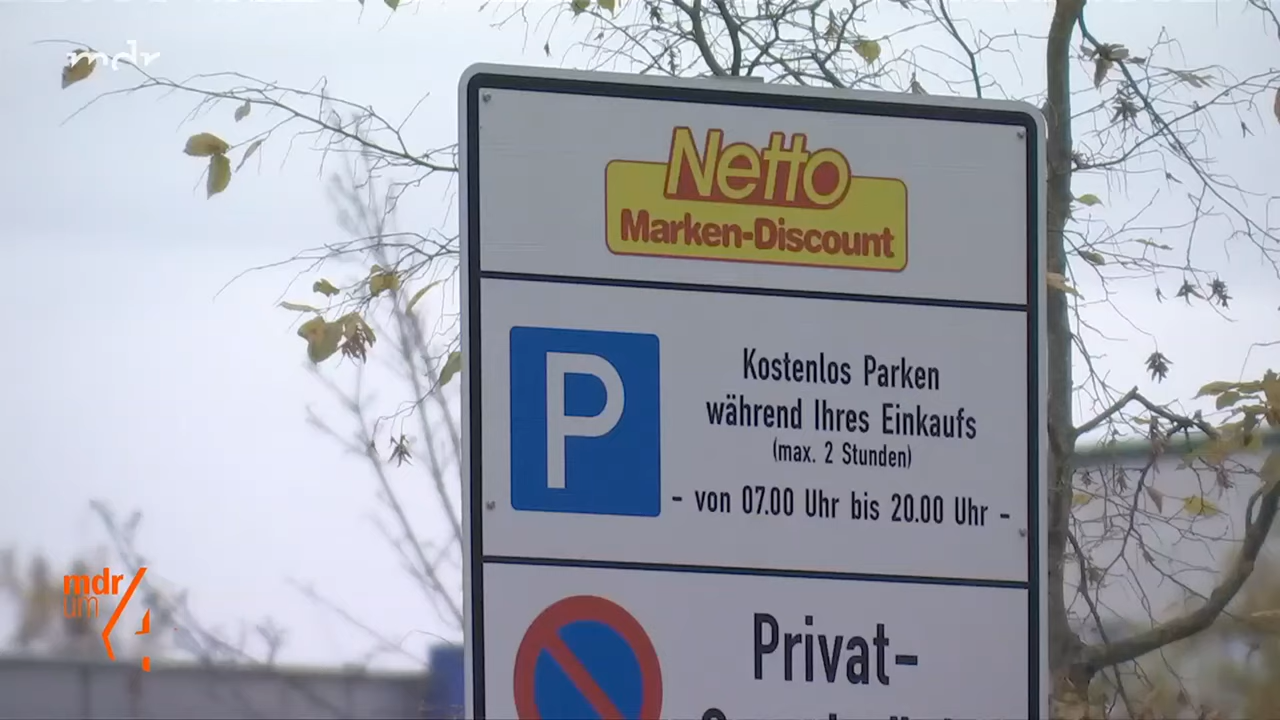 mdr
Netto
Marken-Discount
P
Kostenlos Parken
während Ihres Einkaufs
(max. 2 Stunden)
- von 07.00 Uhr bis 20.00 Uhr -
mdr
um 4
Privat-